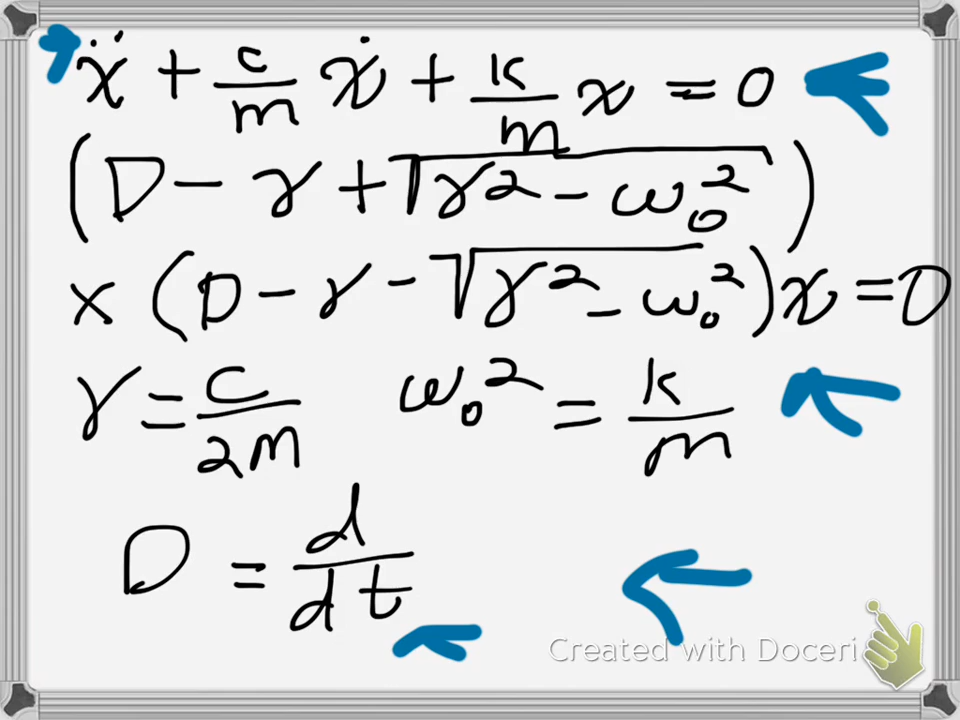 ẍ + c/m ẋ + k/m x = 0
(D - γ + √(γ² - ω₀²))
x (D - γ - √(γ² - ω₀²)) x = 0
γ = c/2m ω₀² = k/m
D = d/dt
Created with Doceri